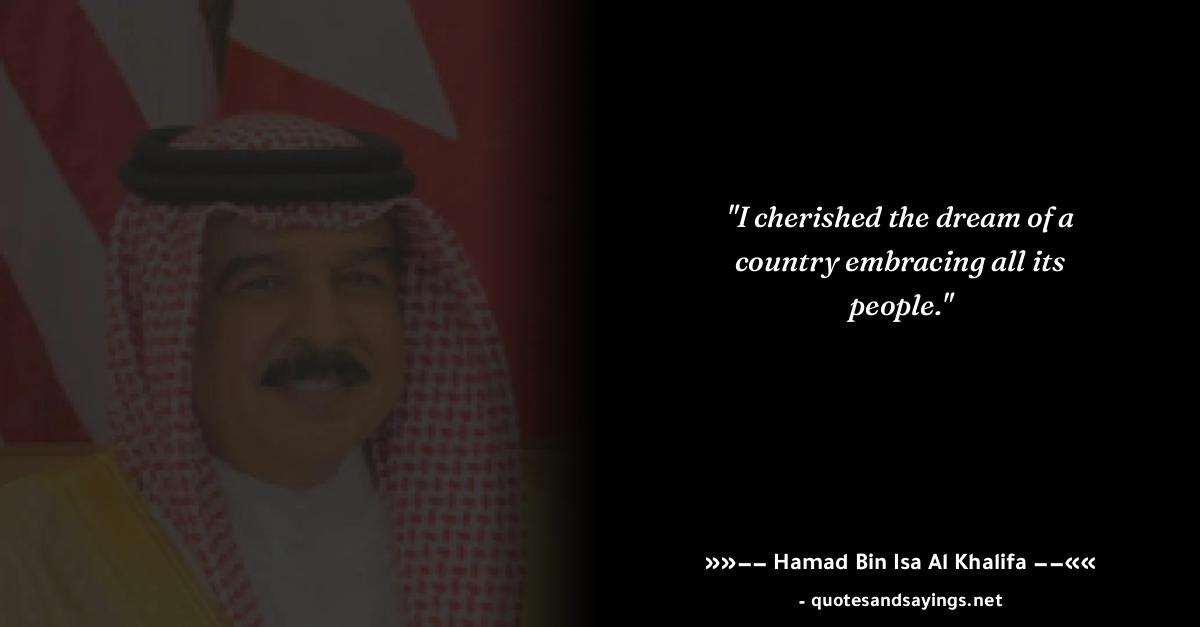 "I cherished the dream of a
country embracing all its
people."
»»−− Hamad Bin Isa Al Khalifa −−««
- quotesandsayings.net